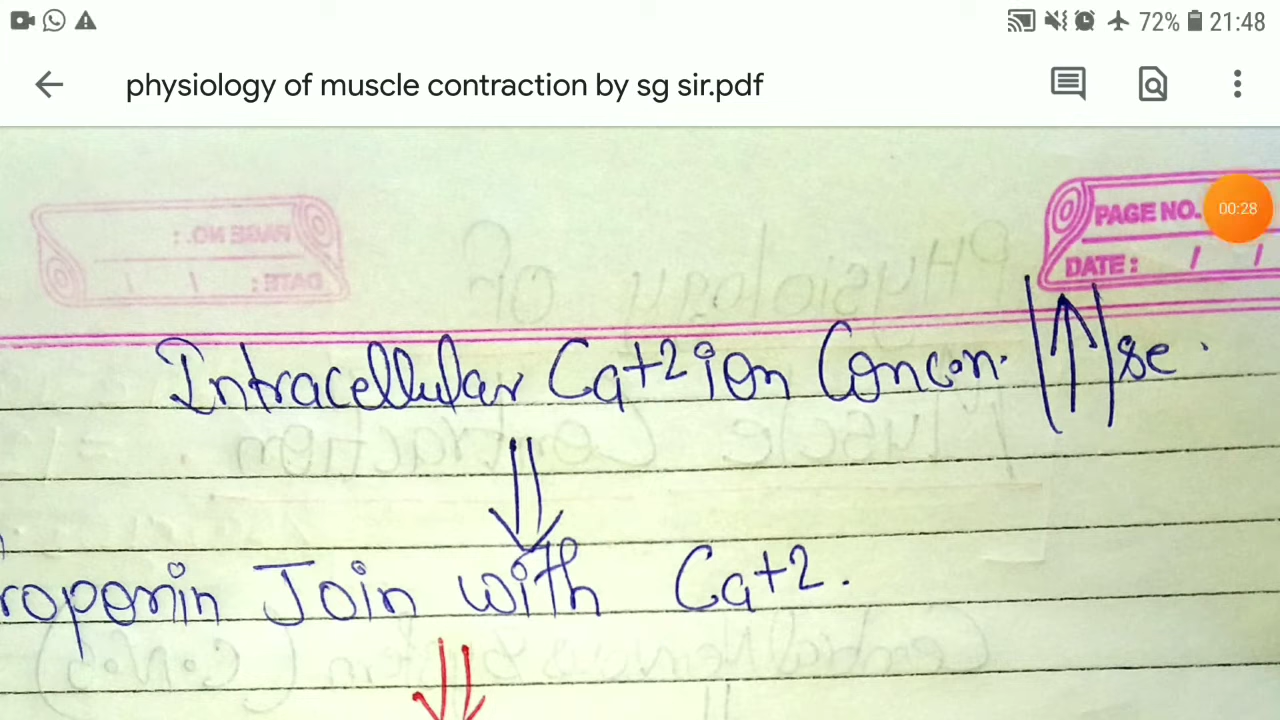 72% 21:48
physiology of muscle contraction by sg sir.pdf
PAGE NO.
00:28
DATE: / /
Intracellular Ca+2 ion Concon. (↑) se.
roponin Join with Ca+2.